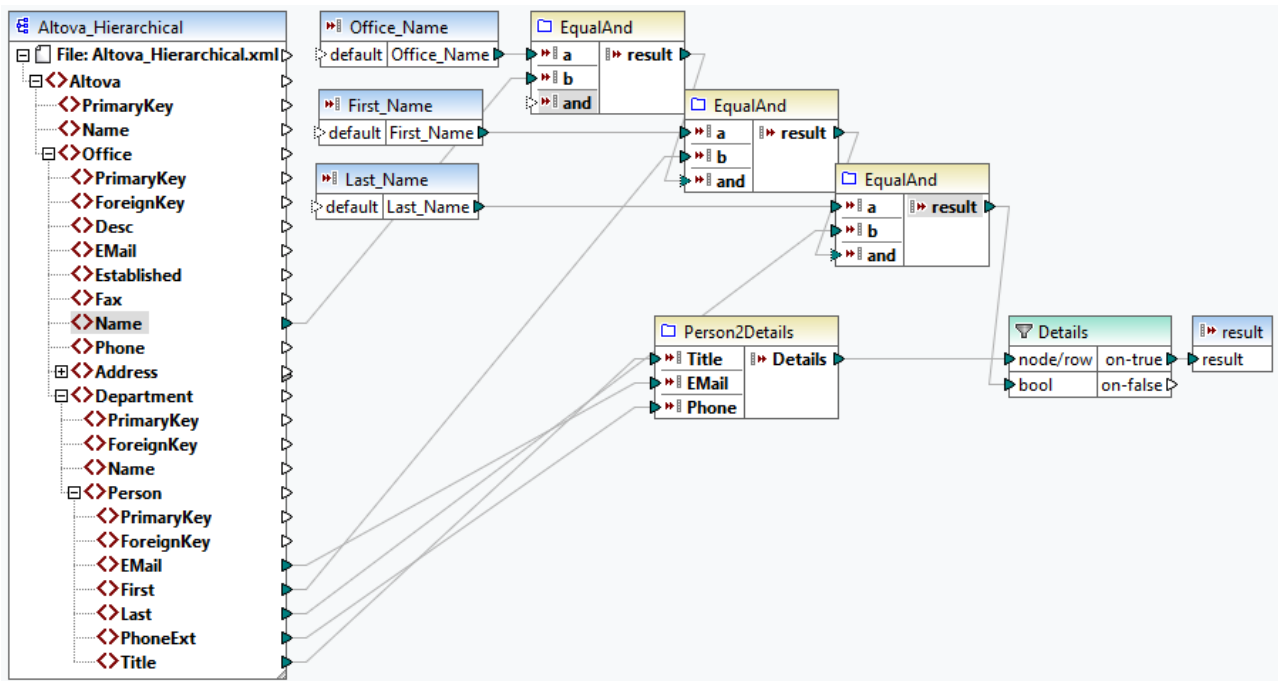 Altova_Hierarchical
File: Altova_Hierarchical.xml
Altova
PrimaryKey
Name
Office
PrimaryKey
ForeignKey
Desc
EMail
Established
Fax
Name
Phone
Address
Department
PrimaryKey
ForeignKey
Name
Person
PrimaryKey
ForeignKey
EMail
First
Last
PhoneExt
Title
Office_Name
default Office_Name
First_Name
default First_Name
Last_Name
default Last_Name
EqualAnd
a result
b
and
EqualAnd
a result
b
and
EqualAnd
a result
b
and
Person2Details
Title Details
EMail
Phone
Details
node/row on-true
bool on-false
result
result